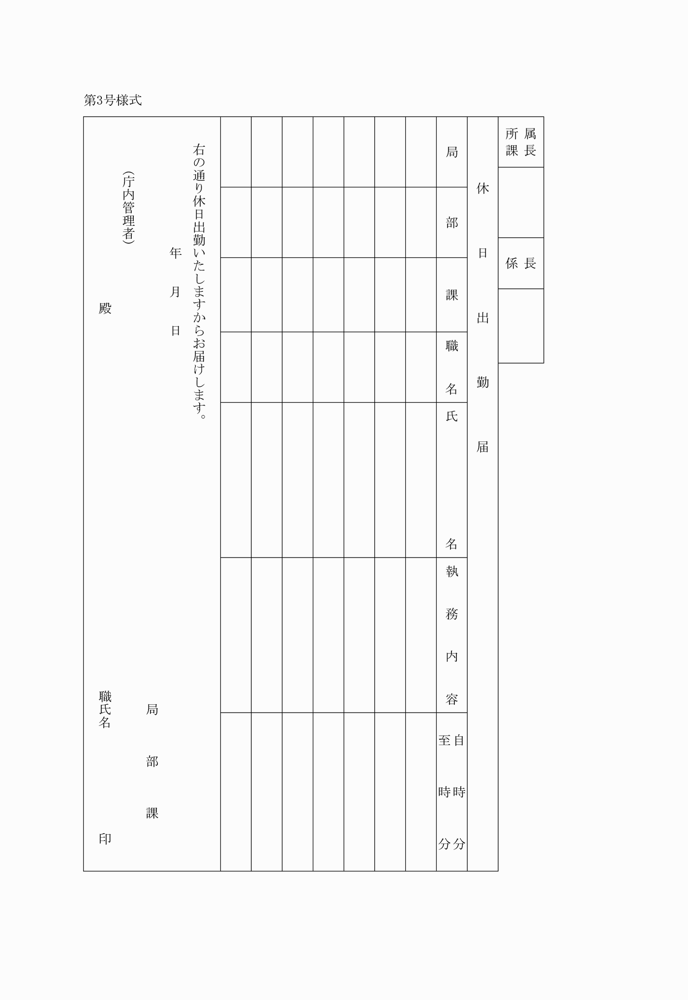 第3号様式
所属
課長
係長
休日出勤届
局
部
課
職名
氏名
執務内容
自時分
至時分
右の通り休日出勤いたしますからお届けします。
年月日
局部課
（庁内管理者）
殿
職氏名 印